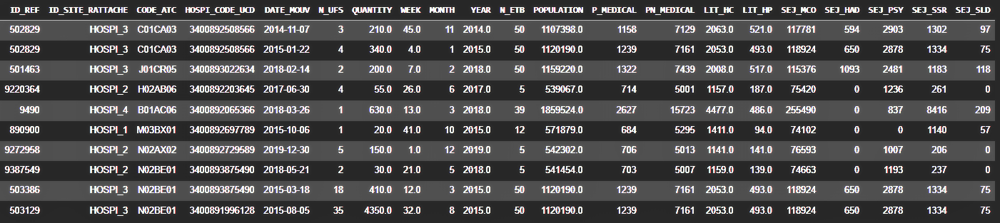 ID_REF ID_SITE_RATTACHE CODE_ATC HOSPI_CODE_UCD DATE_MOUV N_UFS QUANTITY WEEK MONTH YEAR N_ETB POPULATION P_MEDICAL PN_MEDICAL LIT_HC LIT_HP SEJ_MCO SEJ_HAD SEJ_PSY SEJ_SSR SEJ_SLD
502829 HOSPI_3 C01CA03 3400892508566 2014-11-07 3 210.0 45.0 11 2014.0 50 1107398.0 1158 7129 2063.0 521.0 117781 594 2903 1302 97
502829 HOSPI_3 C01CA03 3400892508566 2015-01-22 4 340.0 4.0 1 2015.0 50 1120190.0 1239 7161 2053.0 493.0 118924 650 2878 1334 75
501463 HOSPI_3 J01CR05 3400893022634 2018-02-14 2 200.0 7.0 2 2018.0 50 1159220.0 1322 7439 2008.0 517.0 115376 1093 2481 1183 118
9220364 HOSPI_2 H02AB06 3400892203645 2017-06-30 4 55.0 26.0 6 2017.0 5 539067.0 714 5001 1157.0 187.0 75420 0 1236 261 0
9490 HOSPI_4 B01AC06 3400892065366 2018-03-26 1 630.0 13.0 3 2018.0 39 1859524.0 2627 15723 4477.0 486.0 255490 0 837 8416 209
890900 HOSPI_1 M03BX01 3400892697789 2015-10-06 1 20.0 41.0 10 2015.0 12 571879.0 684 5295 1411.0 94.0 74102 0 0 1140 57
9272958 HOSPI_2 N02AX02 3400892729589 2019-12-30 5 150.0 1.0 12 2019.0 5 542302.0 706 5013 1141.0 141.0 76593 0 1007 206 0
9387549 HOSPI_2 N02BE01 3400893875490 2018-05-21 2 30.0 21.0 5 2018.0 5 541454.0 703 5007 1159.0 139.0 74663 0 1193 237 0
503386 HOSPI_3 N02BE01 3400893875490 2015-03-18 18 410.0 12.0 3 2015.0 50 1120190.0 1239 7161 2053.0 493.0 118924 650 2878 1334 75
503129 HOSPI_3 N02BE01 3400891996128 2015-08-05 35 4350.0 32.0 8 2015.0 50 1120190.0 1239 7161 2053.0 493.0 118924 650 2878 1334 75